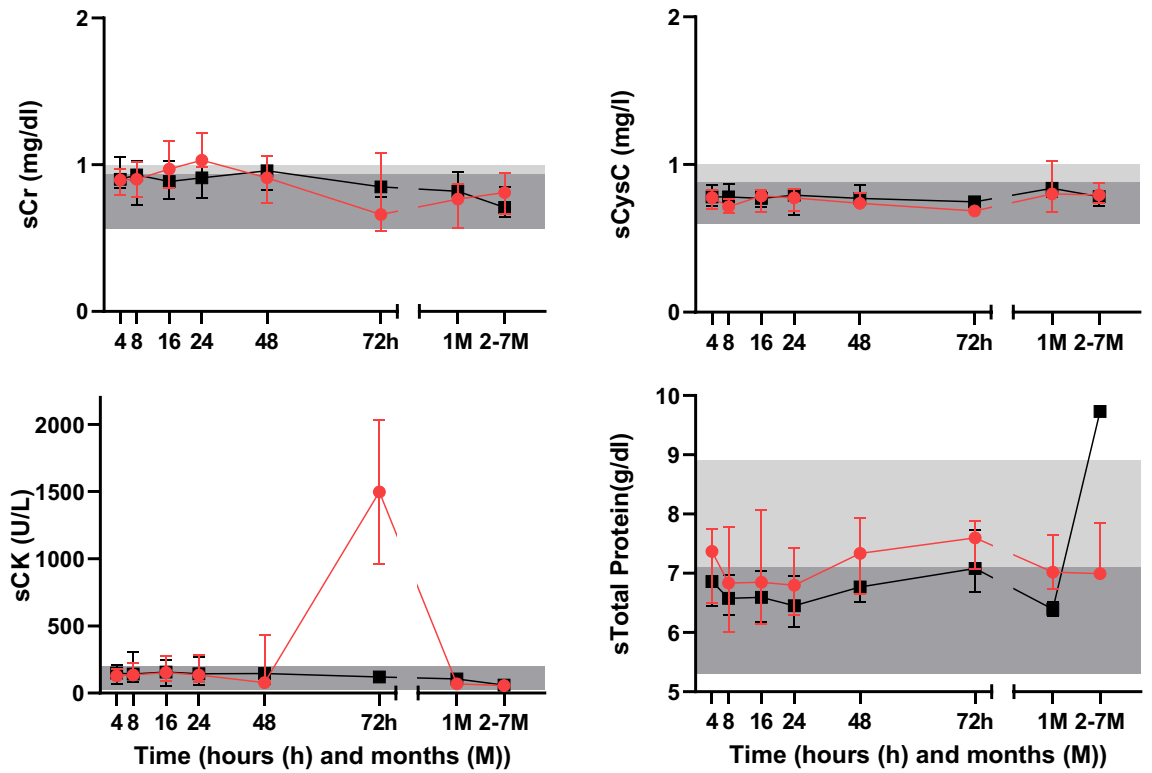 sCr (mg/dl)
2
1
0
4 8 16 24 48 72h 1M 2-7M
sCysC (mg/l)
2
1
0
4 8 16 24 48 72h 1M 2-7M
sCK (U/L)
2000
1500
1000
500
0
4 8 16 24 48 72h 1M 2-7M
Time (hours (h) and months (M))
sTotal Protein(g/dl)
10
9
8
7
6
5
4 8 16 24 48 72h 1M 2-7M
Time (hours (h) and months (M))